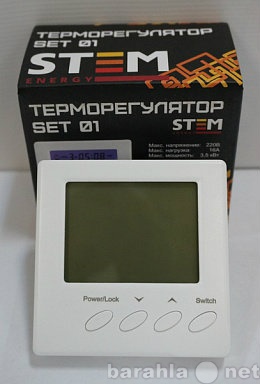 ТЕРМОРЕГУЛЯТОР
SET 01
STEM
ENERGY
ТЕРМОРЕГУЛЯТОР
SET 01
STEM
Макс. напряжение: 220В
Макс. нагрузка 16А
Макс. мощность: 3.5 кВт
Power/Lock
Switch
barahla.net